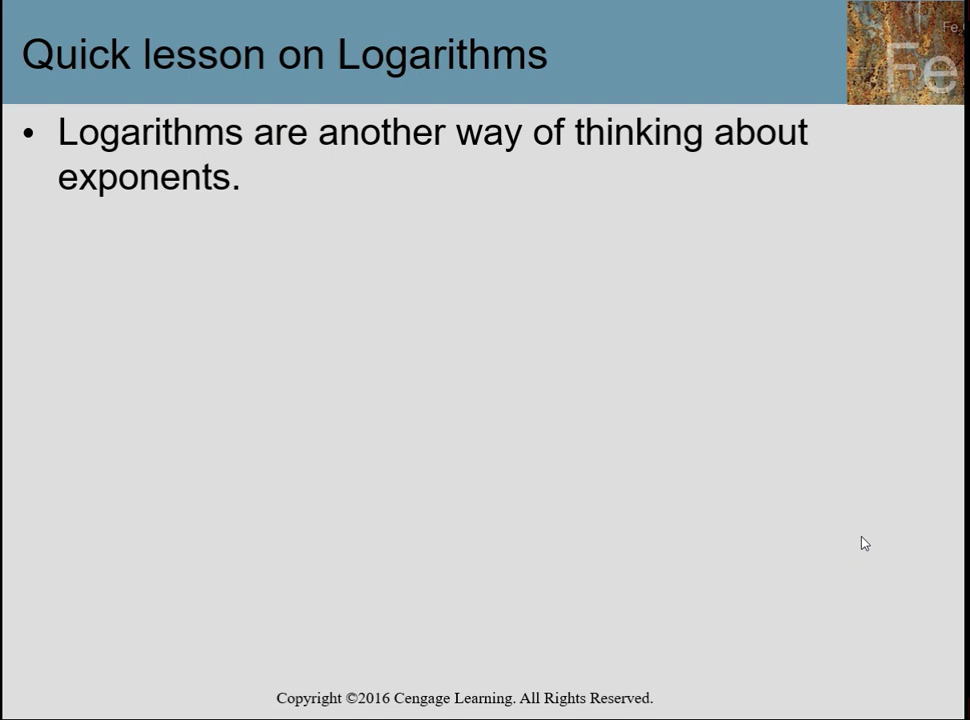 Quick lesson on Logarithms
Fe
Fe
• Logarithms are another way of thinking about
exponents.
Copyright ©2016 Cengage Learning. All Rights Reserved.